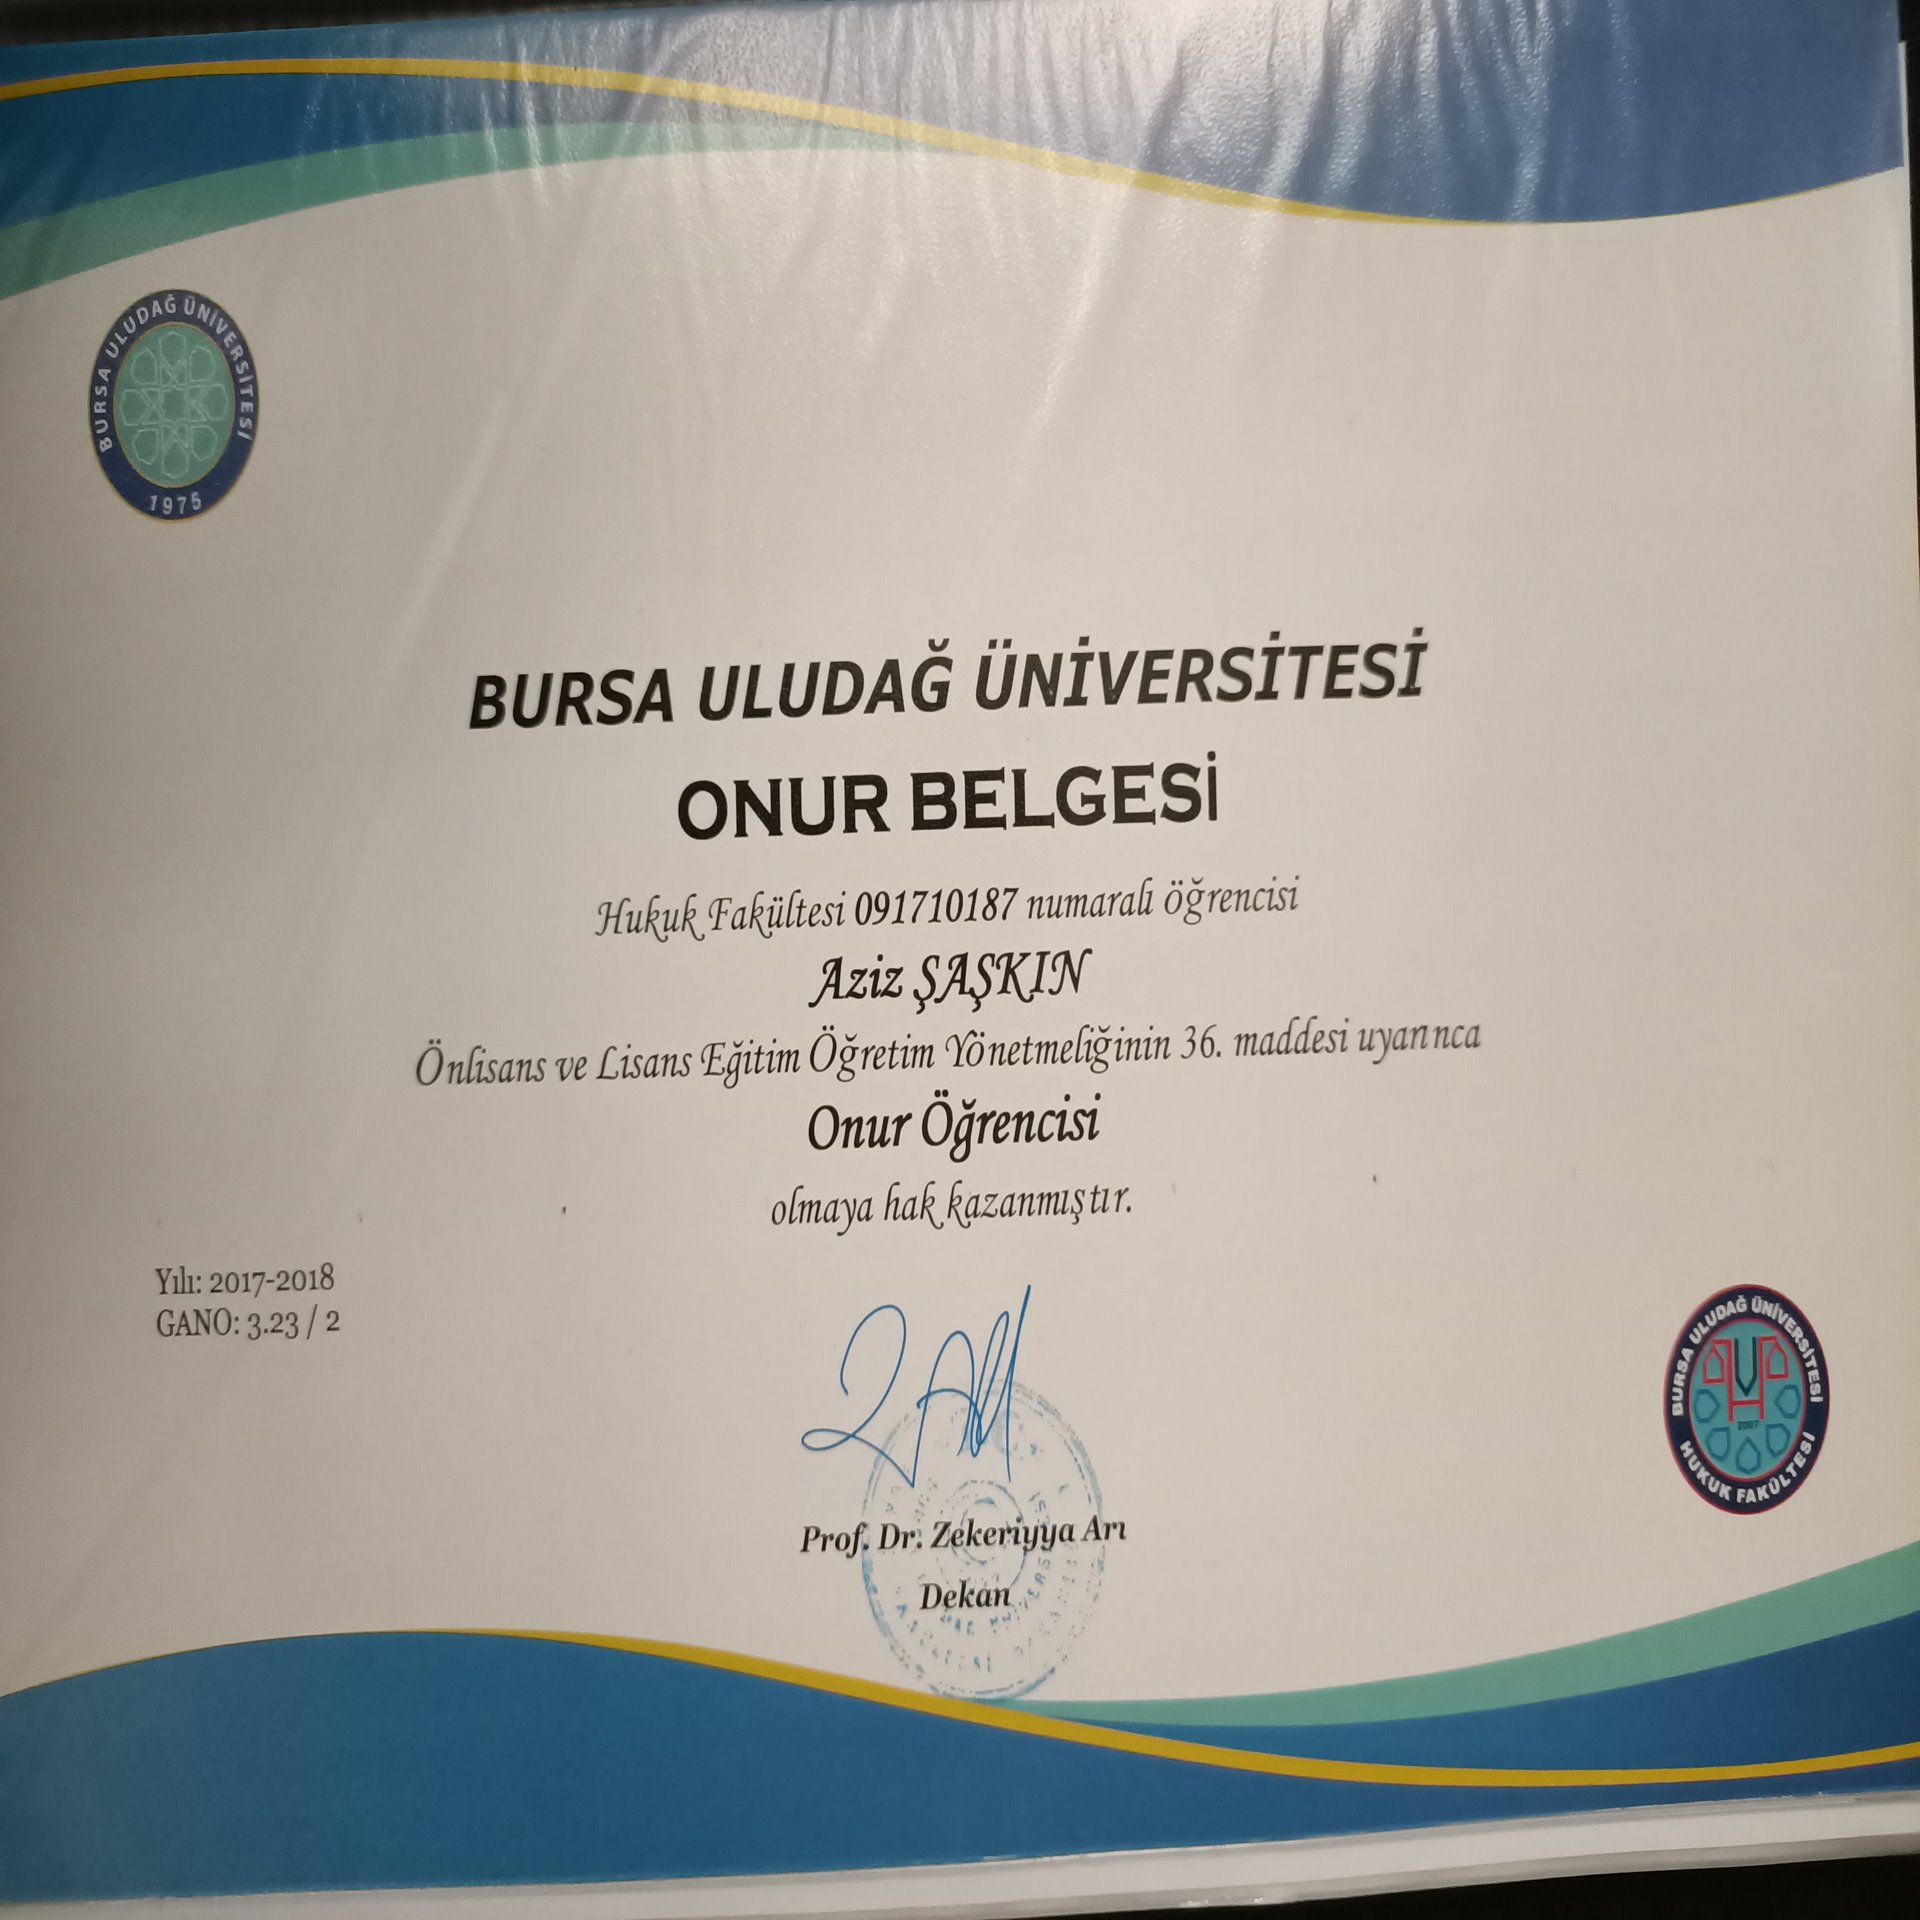 BURSA ULUDAĞ ÜNİVERSİTESİ
1975
BURSA ULUDAĞ ÜNİVERSİTESİ
ONUR BELGESİ
Hukuk Fakültesi 091710187 numaralı öğrencisi
Aziz ŞAŞKIN
Önlisans ve Lisans Eğitim Öğretim Yönetmeliğinin 36. maddesi uyarınca
Onur Öğrencisi
olmaya hak kazanmıştır.
Yılı: 2017-2018
GANO: 3.23 / 2
BURSA ULUDAĞ ÜNİVERSİTESİ
2007
HUKUK FAKÜLTESİ
Prof. Dr. Zekeriyya Arı
Dekan